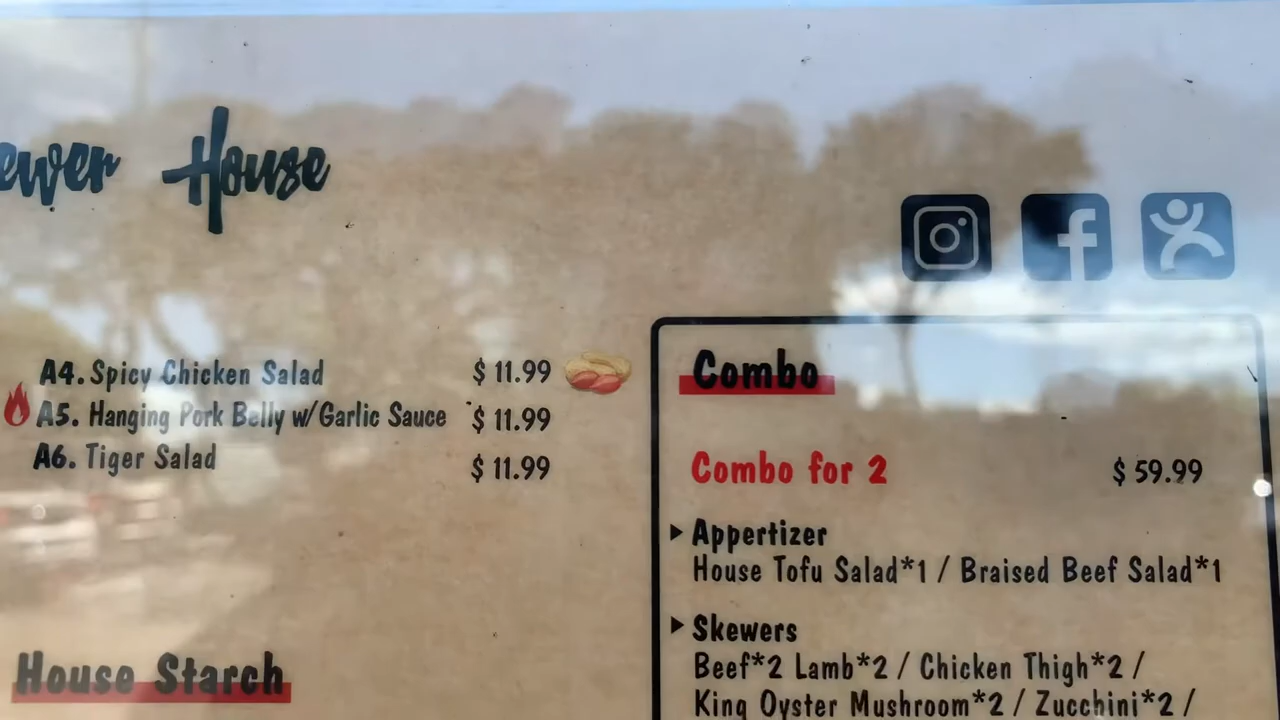 House
A4. Spicy Chicken Salad $ 11.99
A5. Hanging Pork Belly w/Garlic Sauce $ 11.99
A6. Tiger Salad $ 11.99
House Starch
Combo
Combo for 2 $ 59.99
Appertizer
House Tofu Salad*1 / Braised Beef Salad*1
Skewers
Beef*2 Lamb*2 / Chicken Thigh*2 /
King Oyster Mushroom*2 / Zucchini*2 /